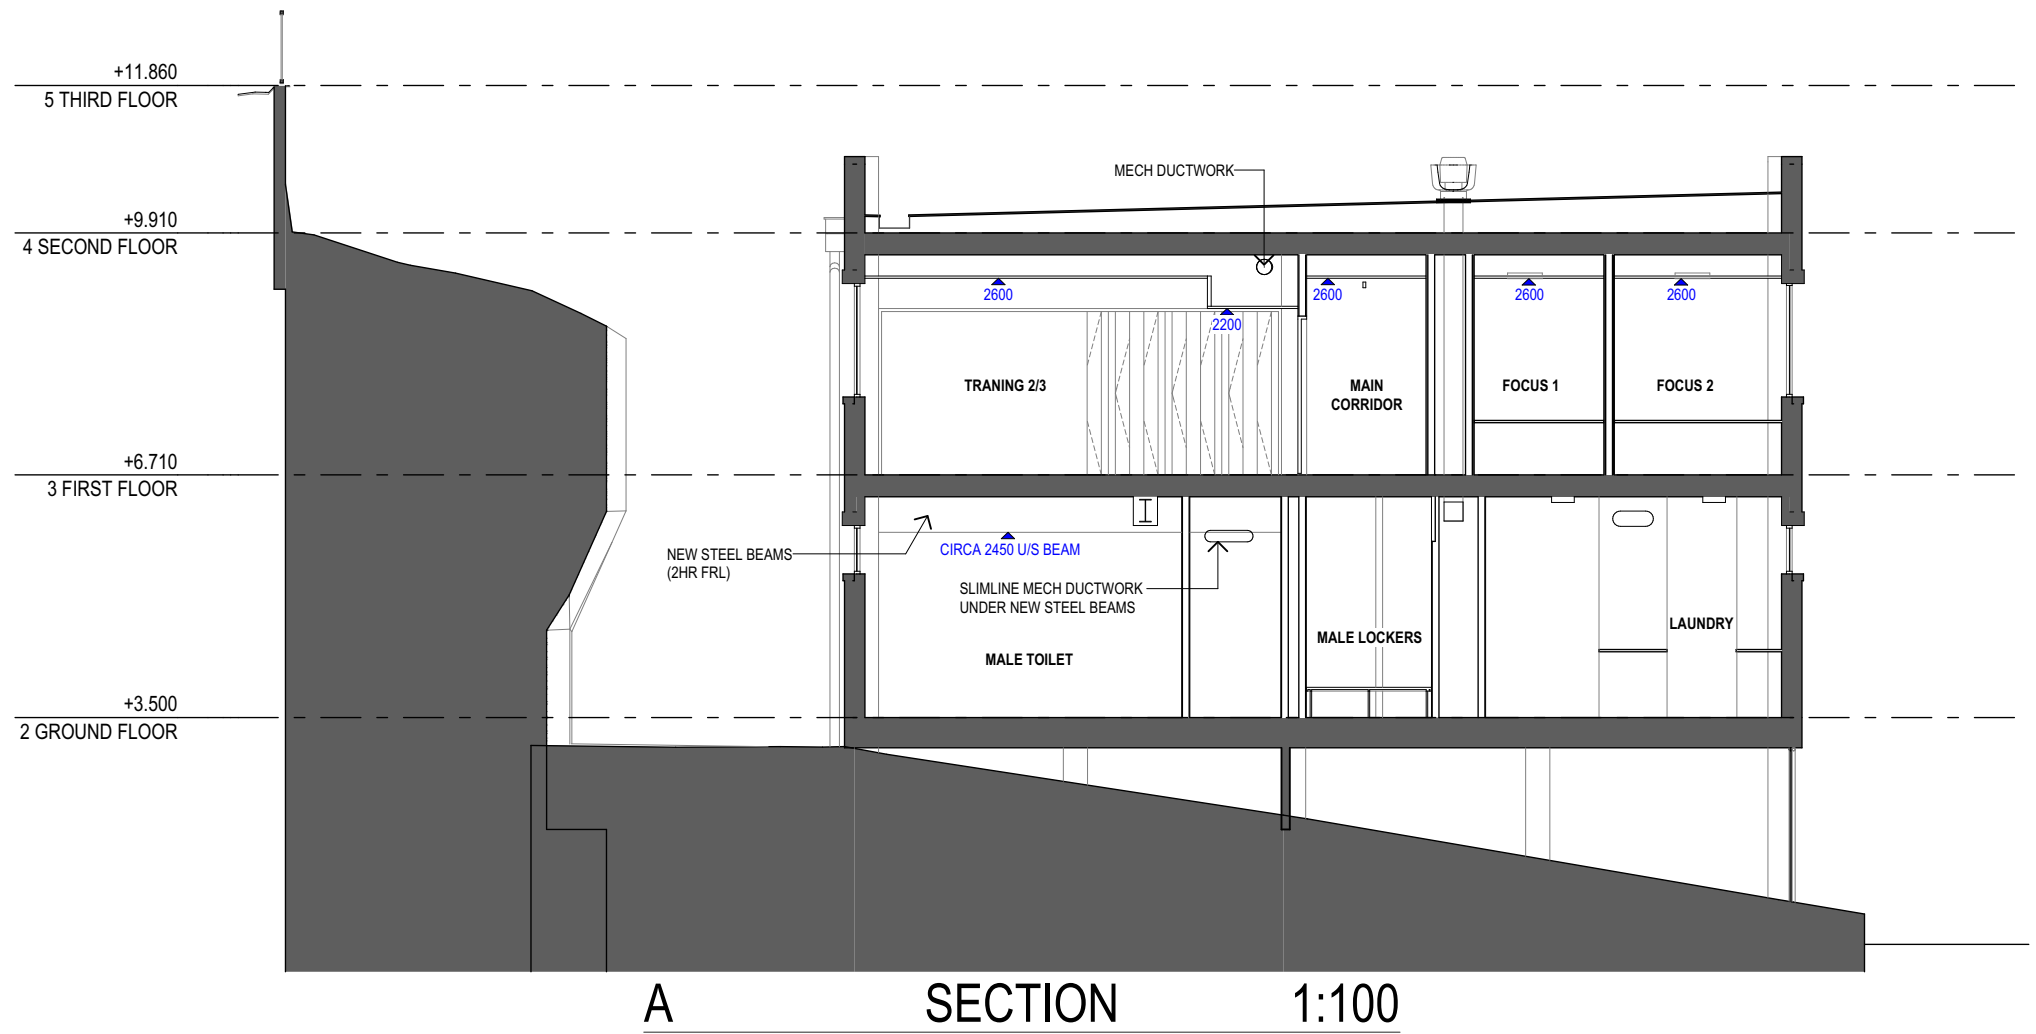 +11.860
5 THIRD FLOOR
MECH DUCTWORK
+9.910
4 SECOND FLOOR
2600
2600
2600
2600
2200
TRANING 2/3
MAIN
CORRIDOR
FOCUS 1
FOCUS 2
+6.710
3 FIRST FLOOR
NEW STEEL BEAMS
(2HR FRL)
CIRCA 2450 U/S BEAM
SLIMLINE MECH DUCTWORK
UNDER NEW STEEL BEAMS
MALE TOILET
MALE LOCKERS
LAUNDRY
+3.500
2 GROUND FLOOR
A SECTION 1:100